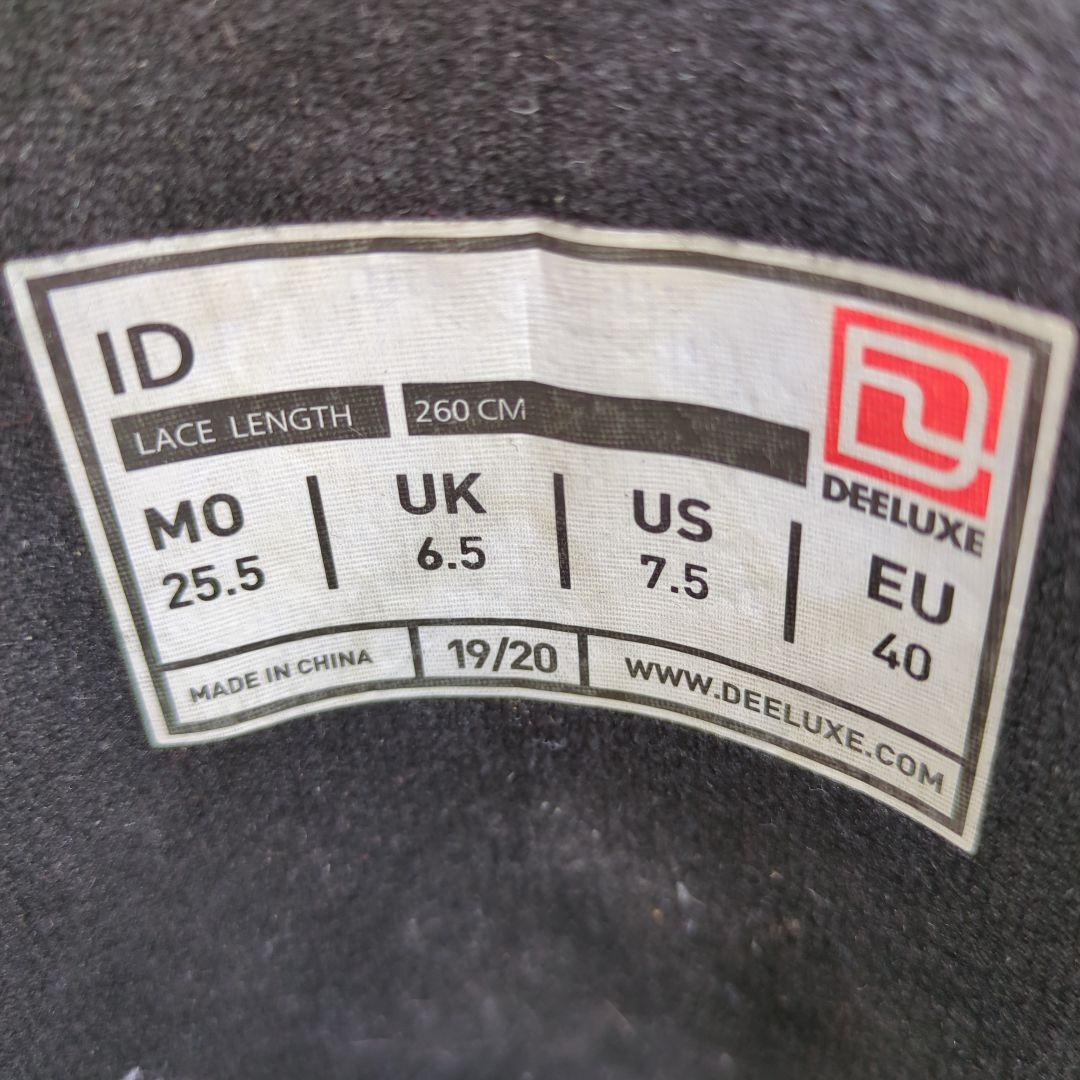 ID
LACE LENGTH 260 CM
DEELUXE
MO UK US EU
25.5 6.5 7.5 40
MADE IN CHINA 19/20 WWW.DEELUXE.COM